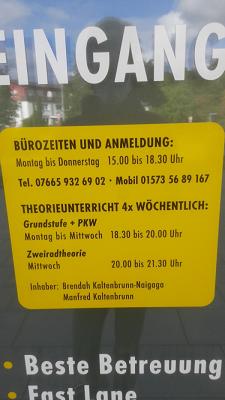 EINGANG
BÜROZEITEN UND ANMELDUNG:
Montag bis Donnerstag 15.00 bis 18.30 Uhr
Tel. 07665 932 69 02 · Mobil 01573 56 89 167
THEORIEUNTERRICHT 4x WÖCHENTLICH:
Grundstufe + PKW
Montag bis Mittwoch 18.30 bis 20.00 Uhr
Zweiradtheorie
Mittwoch 20.00 bis 21.30 Uhr
Inhaber: Brendah Kaltenbrunn-Naigaga
Manfred Kaltenbrunn
• Beste Betreuung
• Fast Lane